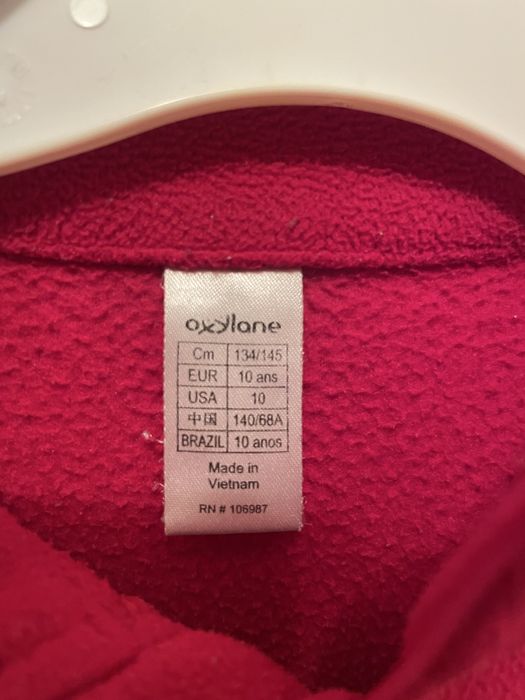 oxylane
Cm 134/145
EUR 10 ans
USA 10
中国 140/68A
BRAZIL 10 anos
Made in
Vietnam
RN # 106987